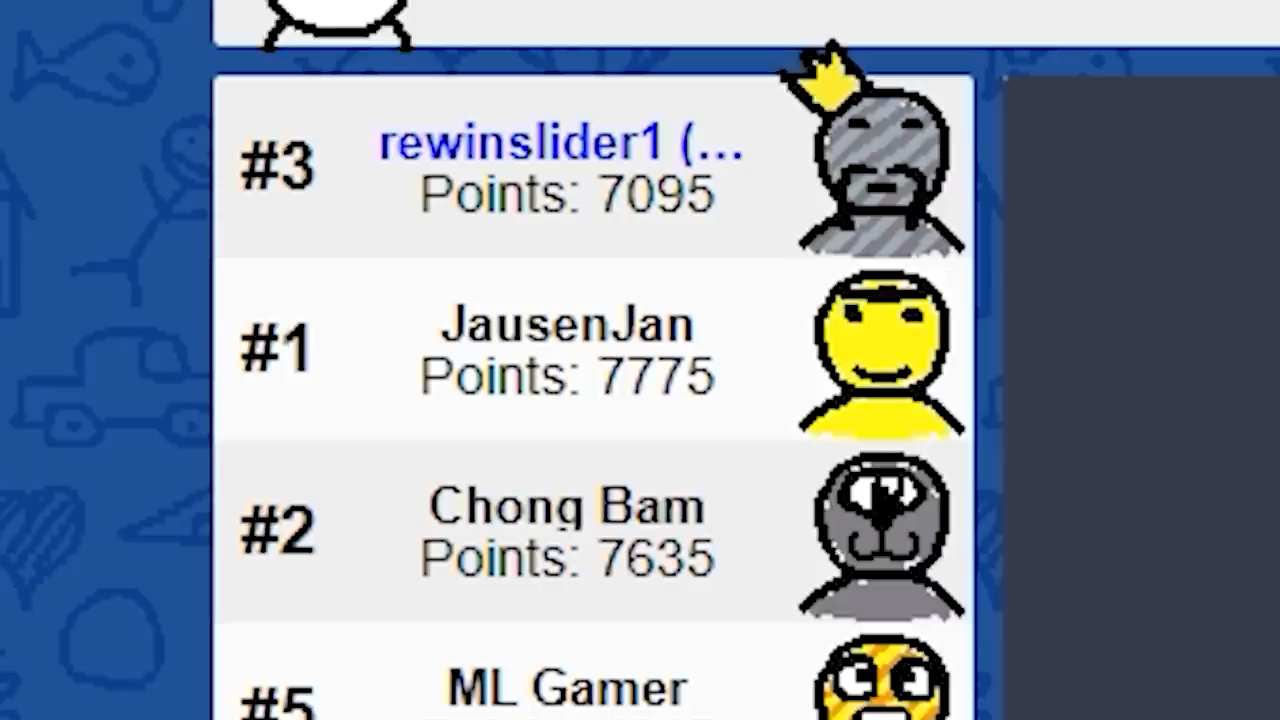 #3
rewinslider1 (...
Points: 7095
#1
JausenJan
Points: 7775
#2
Chong Bam
Points: 7635
#5
ML Gamer